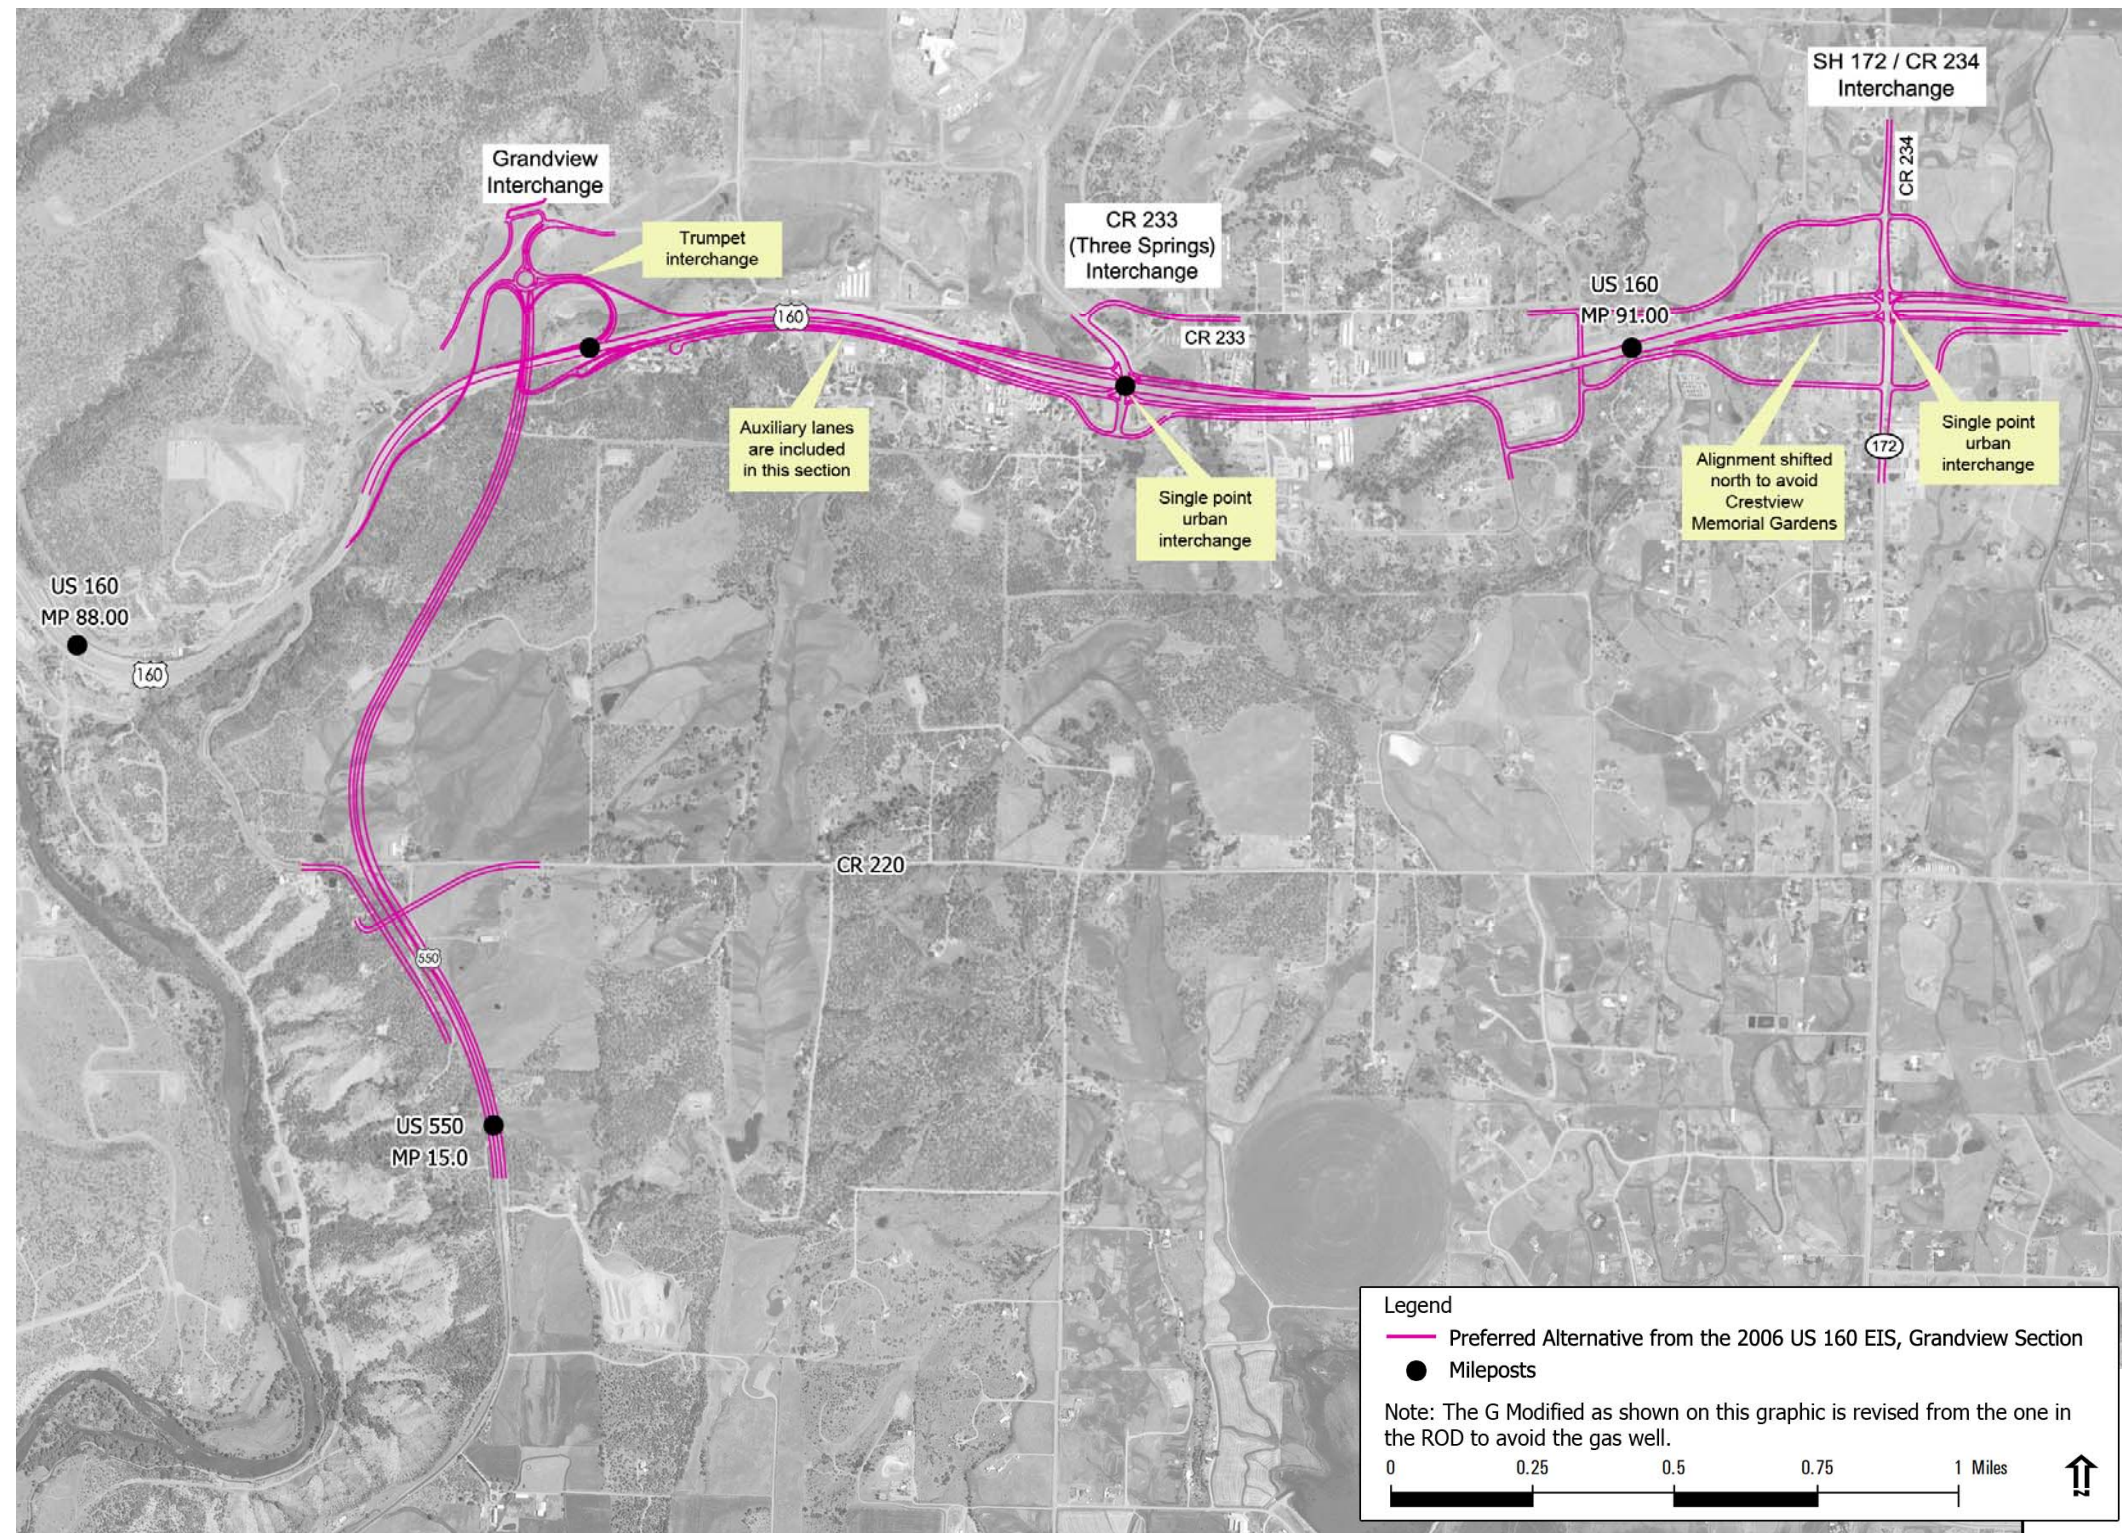 SH 172 / CR 234
Interchange
CR 234
Grandview
Interchange
Trumpet
interchange
CR 233
(Three Springs)
Interchange
US 160
MP 91.00
160
CR 233
Auxiliary lanes
are included
in this section
Single point
urban
interchange
Alignment shifted
north to avoid
Crestview
Memorial Gardens
172
Single point
urban
interchange
US 160
MP 88.00
160
CR 220
550
US 550
MP 15.0
Legend
Preferred Alternative from the 2006 US 160 EIS, Grandview Section
Mileposts
Note: The G Modified as shown on this graphic is revised from the one in
the ROD to avoid the gas well.
0 0.25 0.5 0.75 1 Miles
N